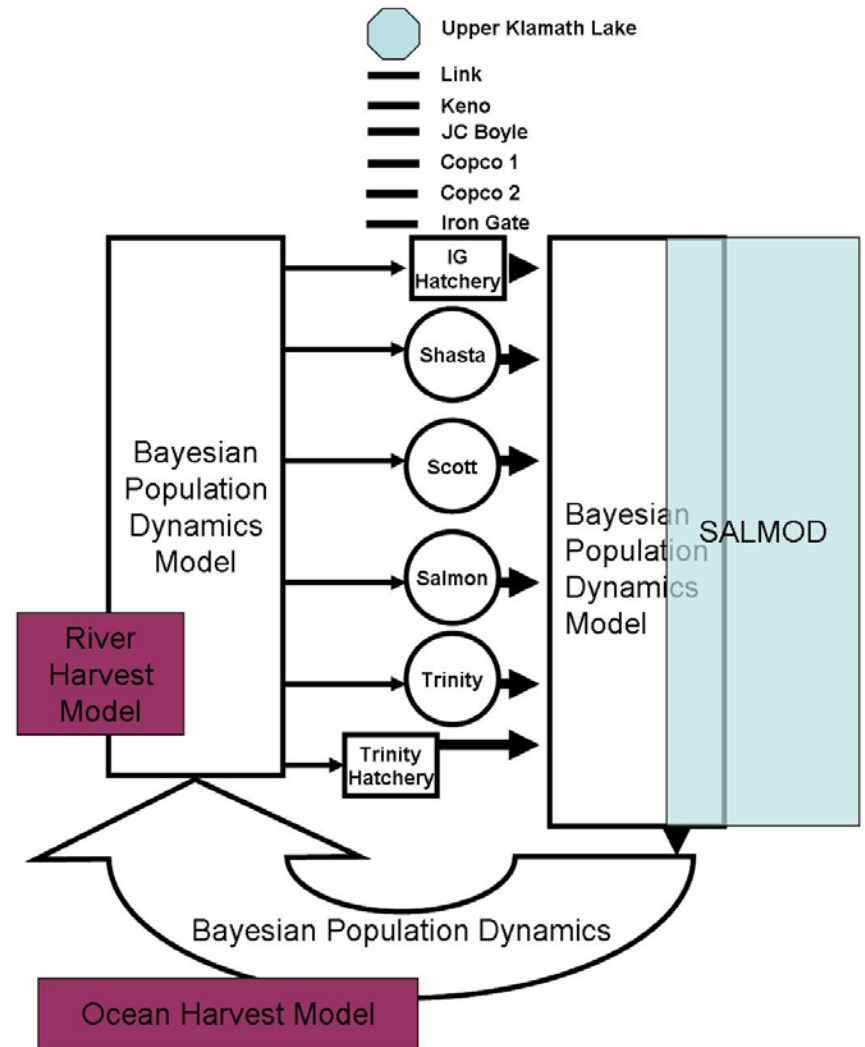 Upper Klamath Lake
Link
Keno
JC Boyle
Copco 1
Copco 2
Iron Gate
IG
Hatchery
Shasta
Scott
Salmon
Trinity
Trinity
Hatchery
Bayesian
Population
Dynamics
Model
River
Harvest
Model
Bayesian
Population
Dynamics
Model
SALMOD
Bayesian Population Dynamics
Ocean Harvest Model